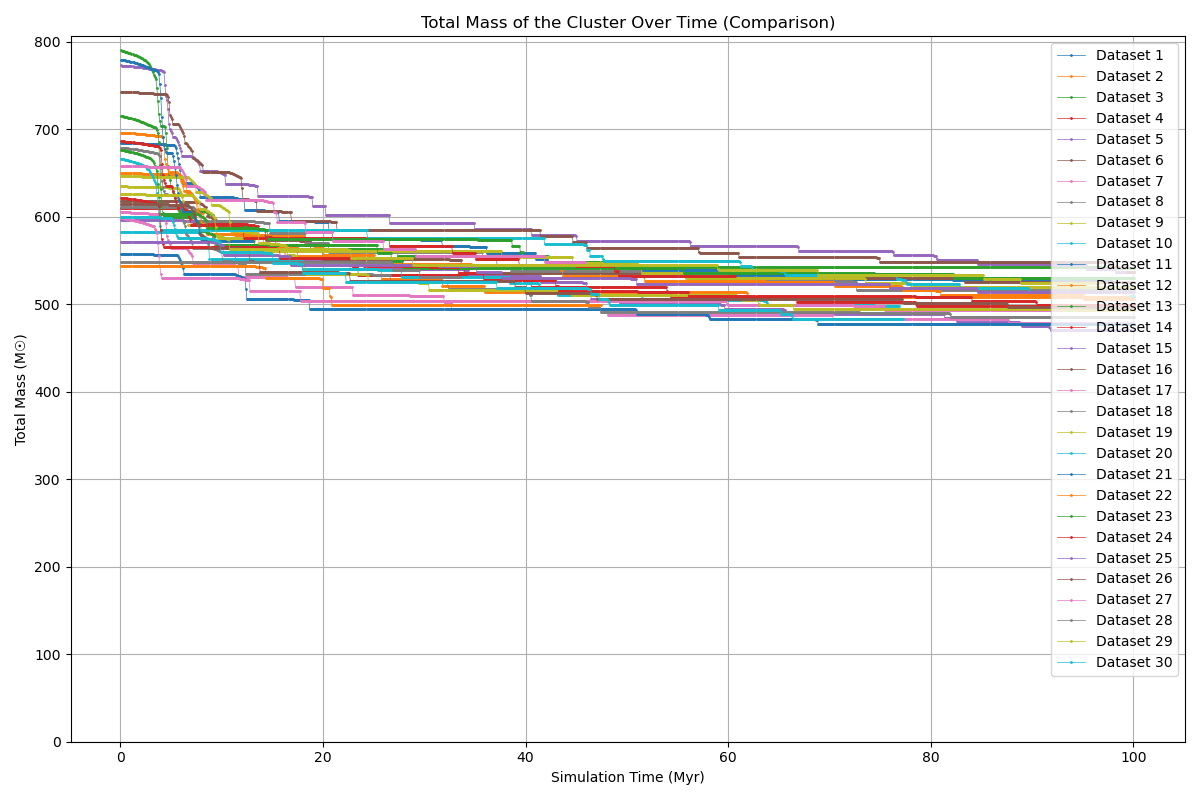 Total Mass of the Cluster Over Time (Comparison)
Total Mass (M☉)
800
700
600
500
400
300
200
100
0
0
20
40
60
80
100
Simulation Time (Myr)
Dataset 1
Dataset 2
Dataset 3
Dataset 4
Dataset 5
Dataset 6
Dataset 7
Dataset 8
Dataset 9
Dataset 10
Dataset 11
Dataset 12
Dataset 13
Dataset 14
Dataset 15
Dataset 16
Dataset 17
Dataset 18
Dataset 19
Dataset 20
Dataset 21
Dataset 22
Dataset 23
Dataset 24
Dataset 25
Dataset 26
Dataset 27
Dataset 28
Dataset 29
Dataset 30